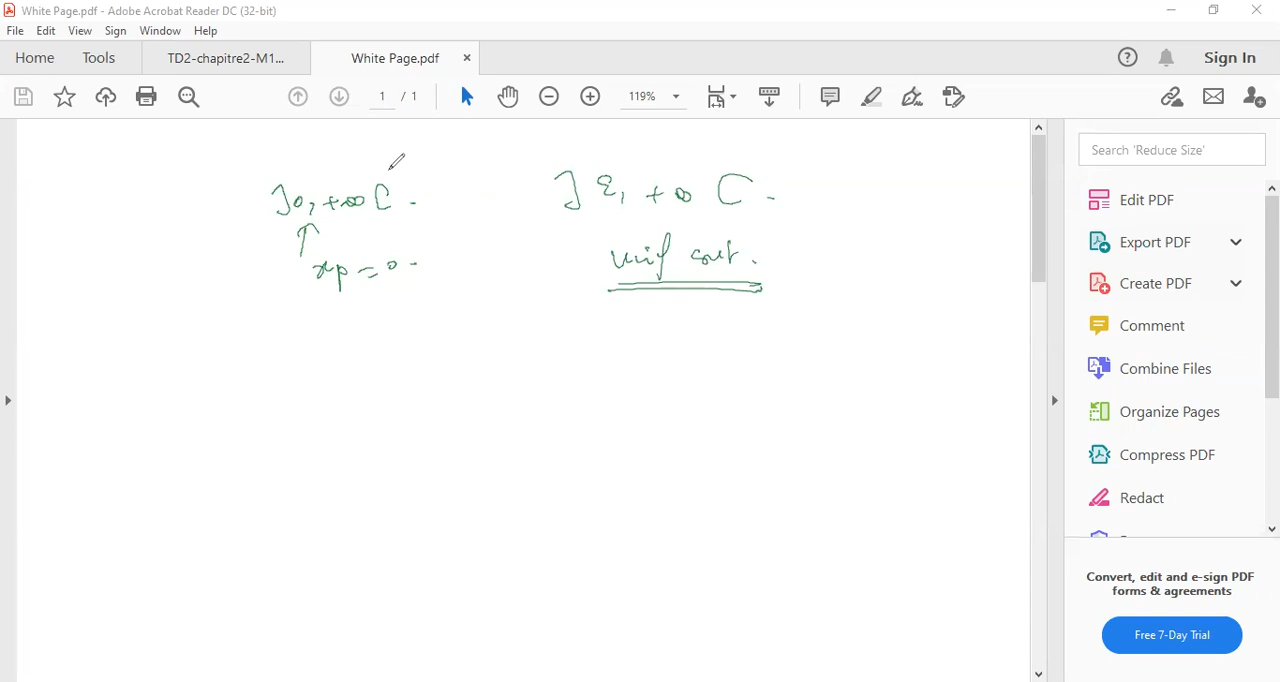 White Page.pdf - Adobe Acrobat Reader DC (32-bit)
File Edit View Sign Window Help
Home Tools TD2-chapitre2-M1... White Page.pdf × Sign In
1 / 1 119%
Search 'Reduce Size'
]0, +∞[. ]ε, +∞[.
Edit PDF
Export PDF
unif cont.
xp = 0.
Create PDF
Comment
Combine Files
Organize Pages
Compress PDF
Redact
Convert, edit and e-sign PDF
forms & agreements
Free 7-Day Trial